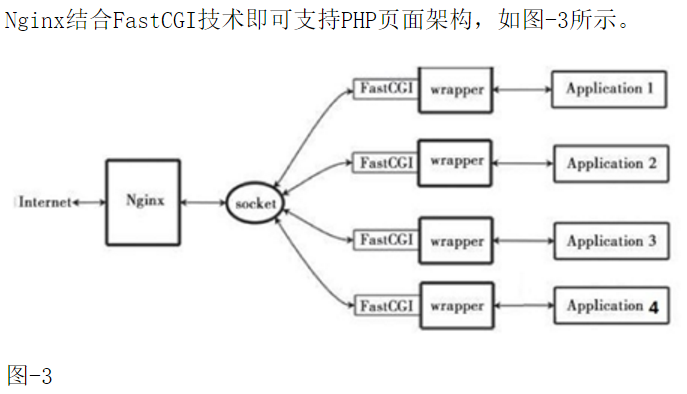 Nginx结合FastCGI技术即可支持PHP页面架构，如图-3所示。
FastCGI wrapper Application 1
FastCGI wrapper Application 2
Internet Nginx socket
FastCGI wrapper Application 3
FastCGI wrapper Application 4
图-3